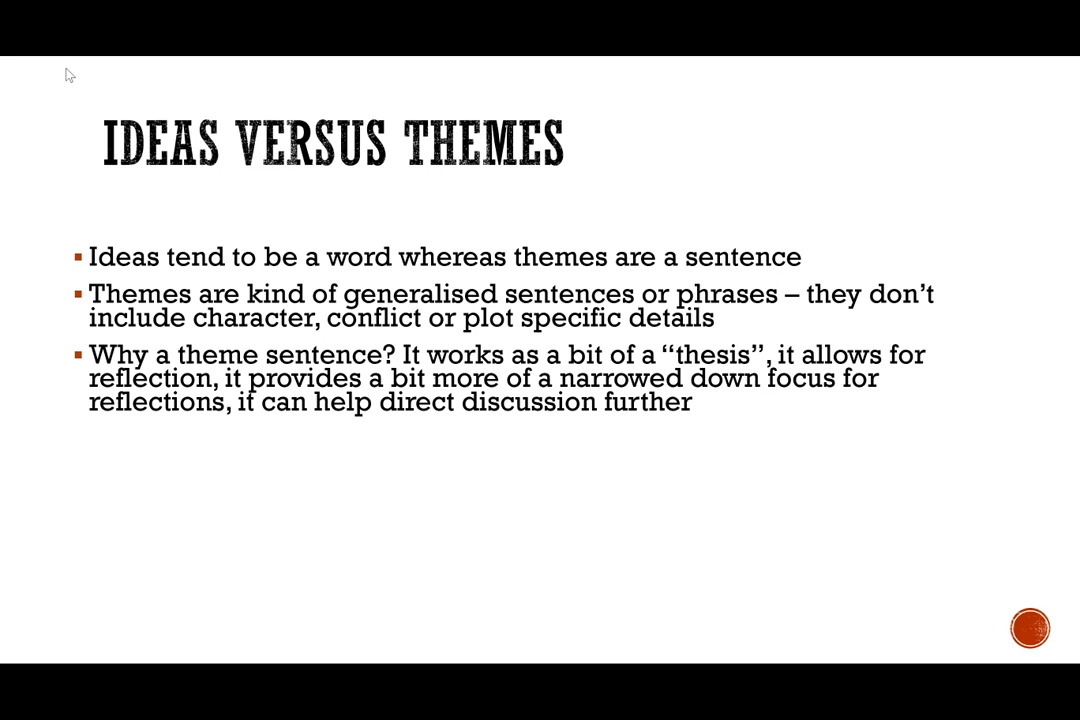 IDEAS VERSUS THEMES
▪ Ideas tend to be a word whereas themes are a sentence
▪ Themes are kind of generalised sentences or phrases – they don’t
include character, conflict or plot specific details
▪ Why a theme sentence? It works as a bit of a “thesis”, it allows for
reflection, it provides a bit more of a narrowed down focus for
reflections, it can help direct discussion further